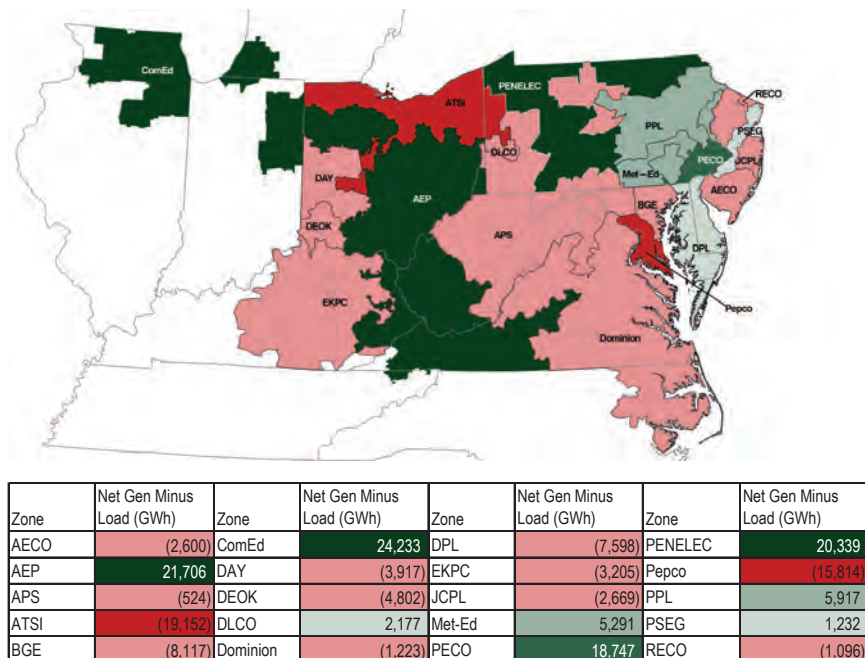 ComEd
PENELEC
ATSI
RECO
PPL
PSEG
DLCO
PECO
JCPL
DAY
Met-Ed
AEP
AECO
BGE
DEOK
APS
DPL
EKPC
Pepco
Dominion
Zone Net Gen Minus Load (GWh) Zone Net Gen Minus Load (GWh) Zone Net Gen Minus Load (GWh) Zone Net Gen Minus Load (GWh)
AECO (2,600) ComEd 24,233 DPL (7,598) PENELEC 20,339
AEP 21,706 DAY (3,917) EKPC (3,205) Pepco (15,814)
APS (524) DEOK (4,802) JCPL (2,669) PPL 5,917
ATSI (19,152) DLCO 2,177 Met-Ed 5,291 PSEG 1,232
BGE (8,117) Dominion (1,223) PECO 18,747 RECO (1,096)